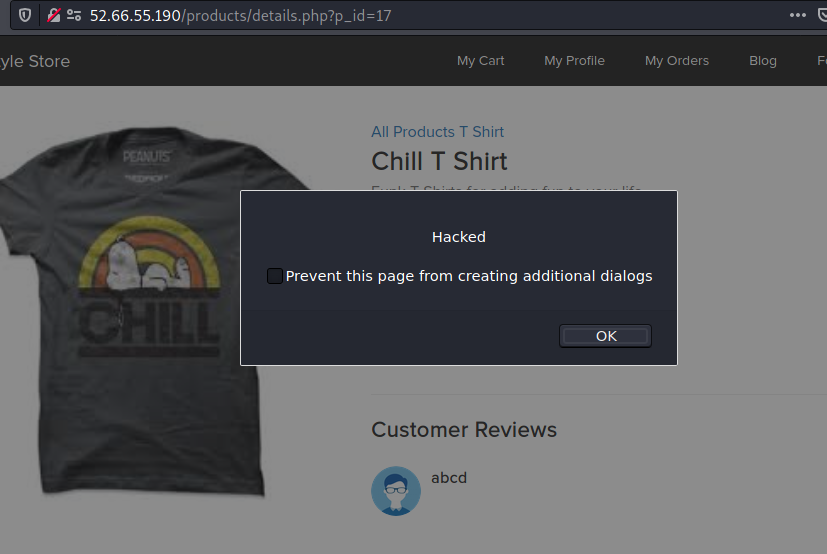 52.66.55.190/products/details.php?p_id=17
yle Store
My Cart
My Profile
My Orders
Blog
F
All Products T Shirt
Chill T Shirt
Funk T Shirts for adding fun to your life
PEANUTS
CHILL
Hacked
Prevent this page from creating additional dialogs
OK
Customer Reviews
abcd